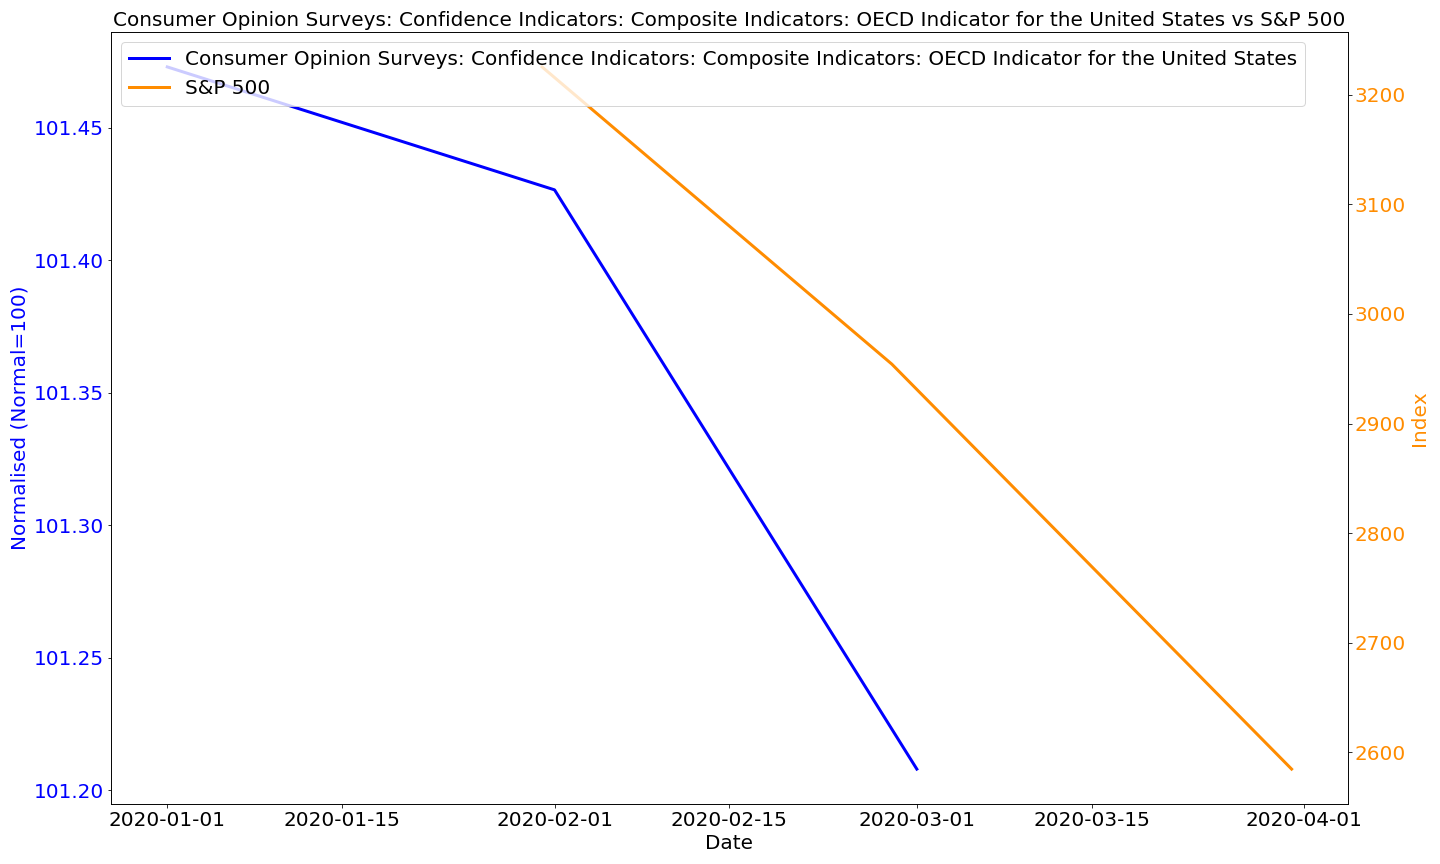 Consumer Opinion Surveys: Confidence Indicators: Composite Indicators: OECD Indicator for the United States vs S&P 500
Consumer Opinion Surveys: Confidence Indicators: Composite Indicators: OECD Indicator for the United States
S&P 500
Normalised (Normal=100)
101.45
101.40
101.35
101.30
101.25
101.20
3200
3100
3000
2900
2800
2700
2600
Index
2020-01-01 2020-01-15 2020-02-01 2020-02-15 2020-03-01 2020-03-15 2020-04-01
Date